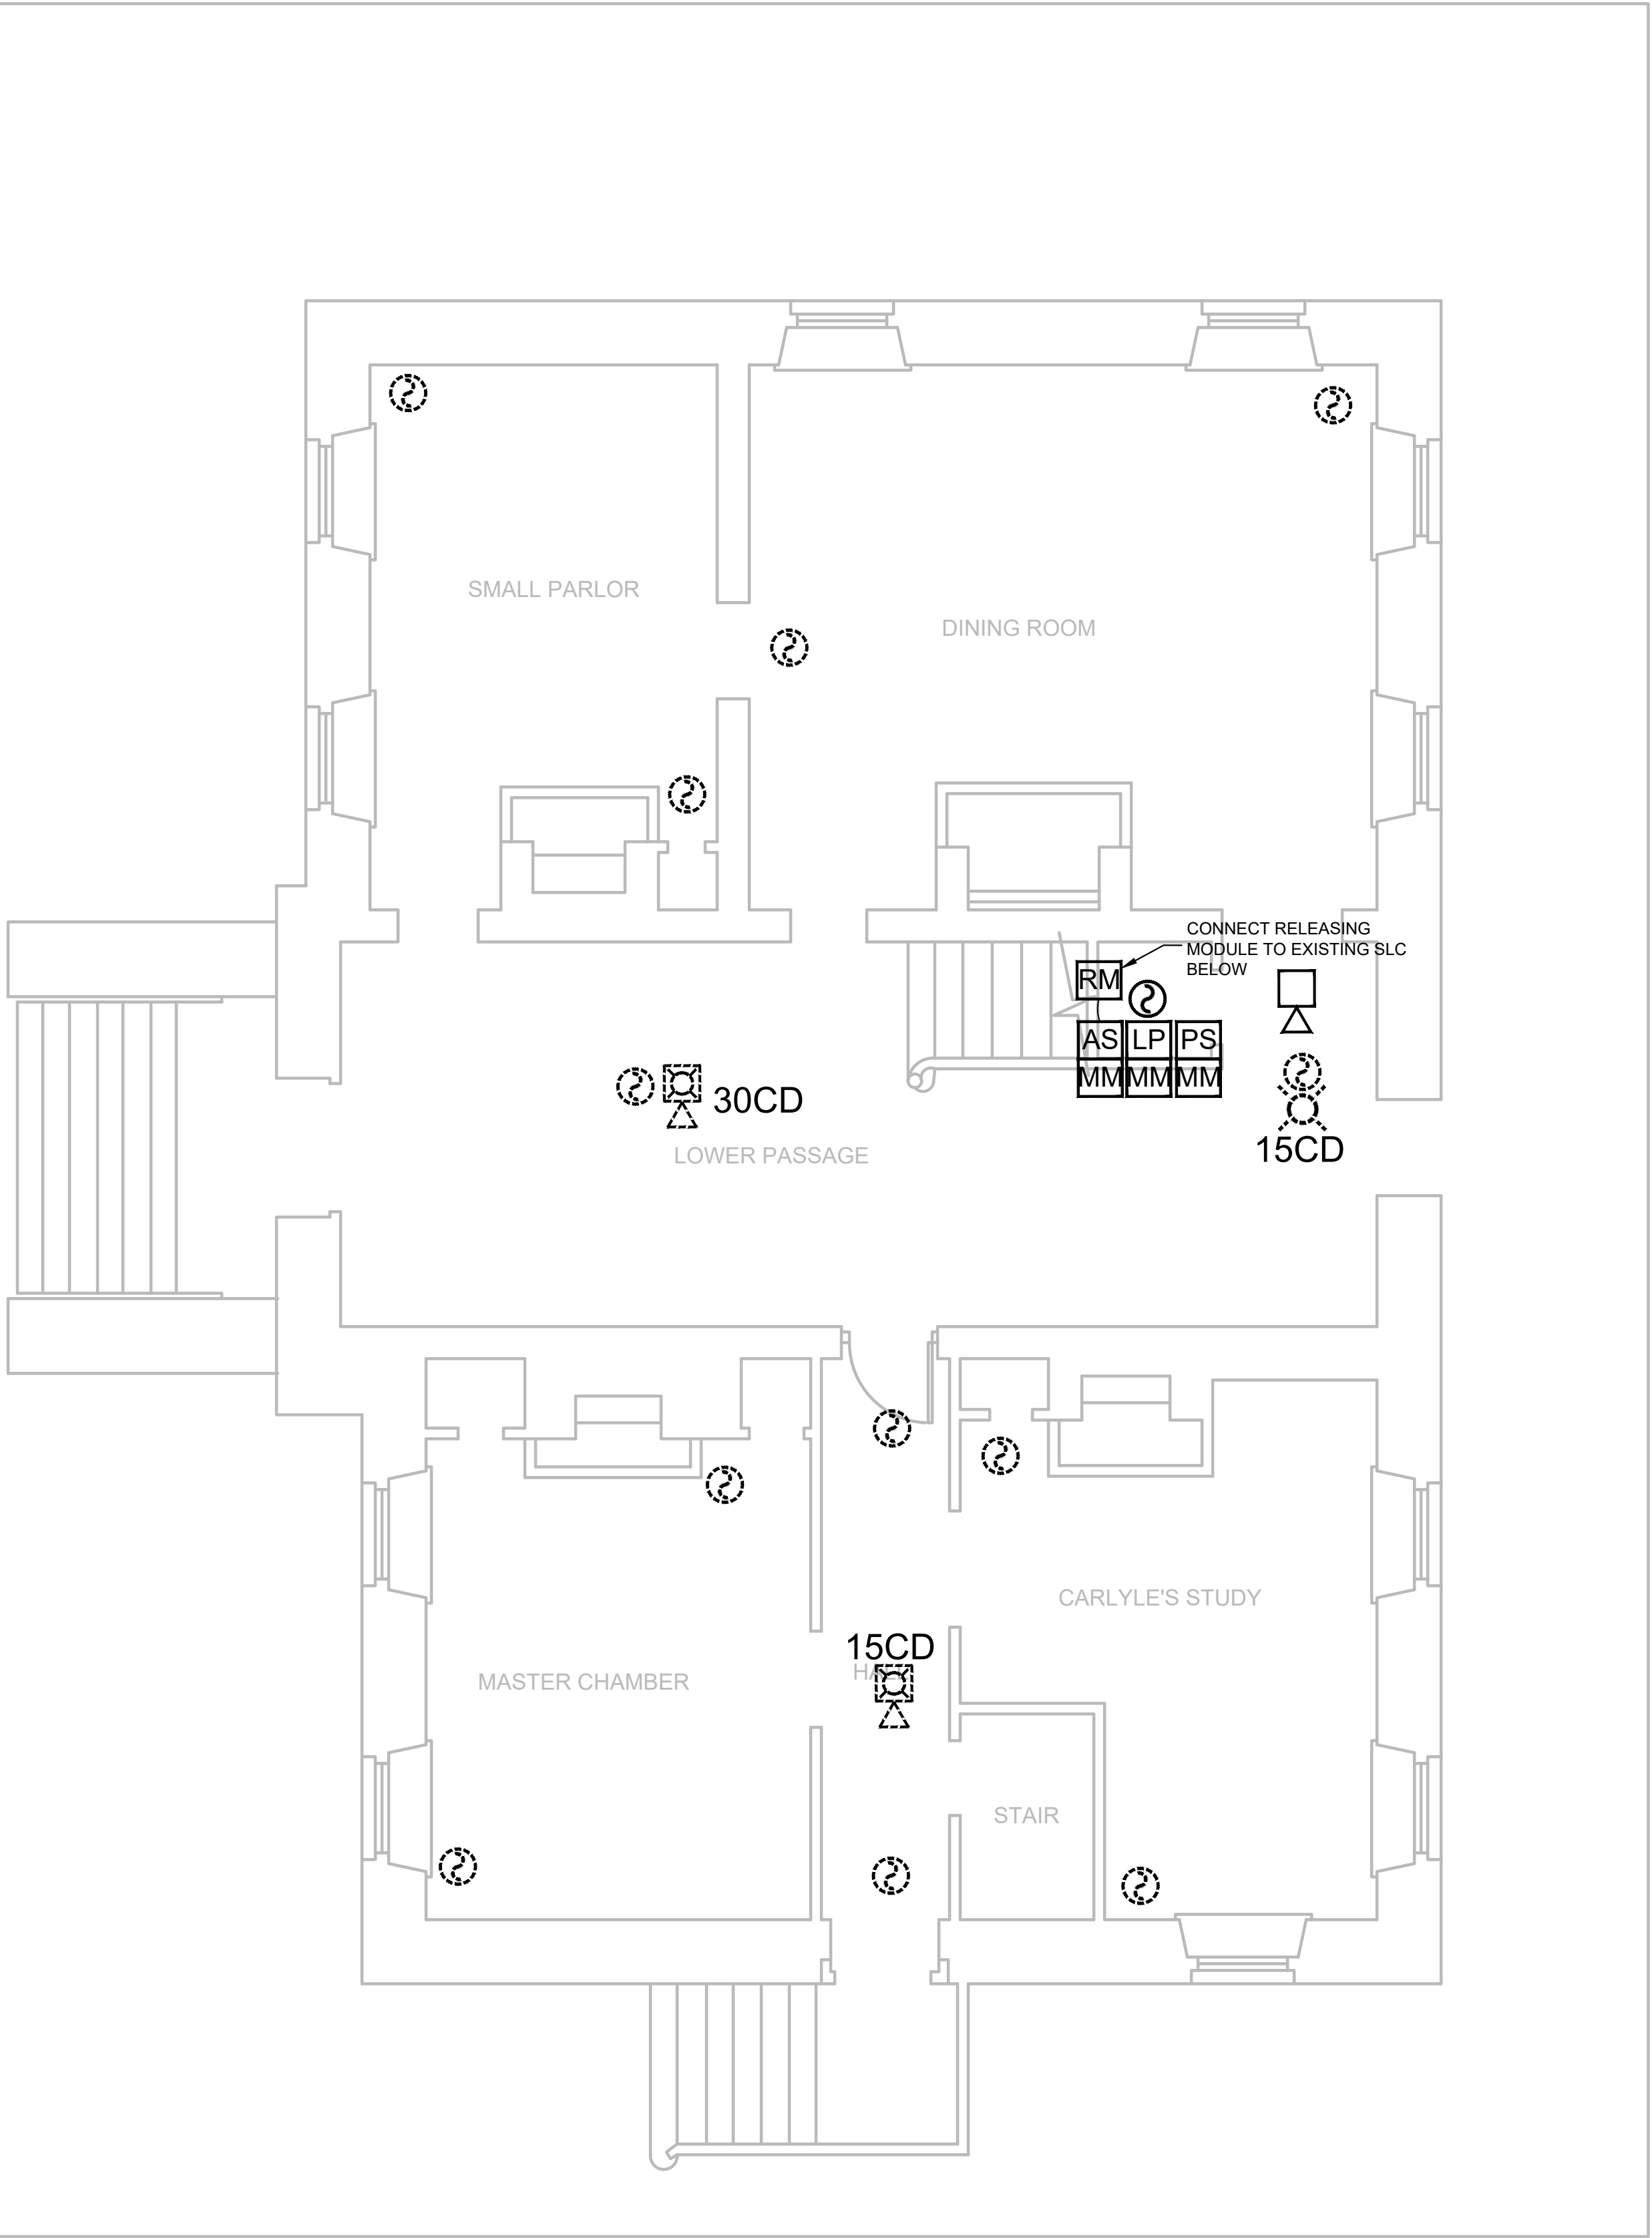 SMALL PARLOR
DINING ROOM
CONNECT RELEASING
MODULE TO EXISTING SLC
BELOW
RM
AS LP PS
MM MM MM
30CD
15CD
LOWER PASSAGE
CARLYLE'S STUDY
15CD
MASTER CHAMBER
STAIR